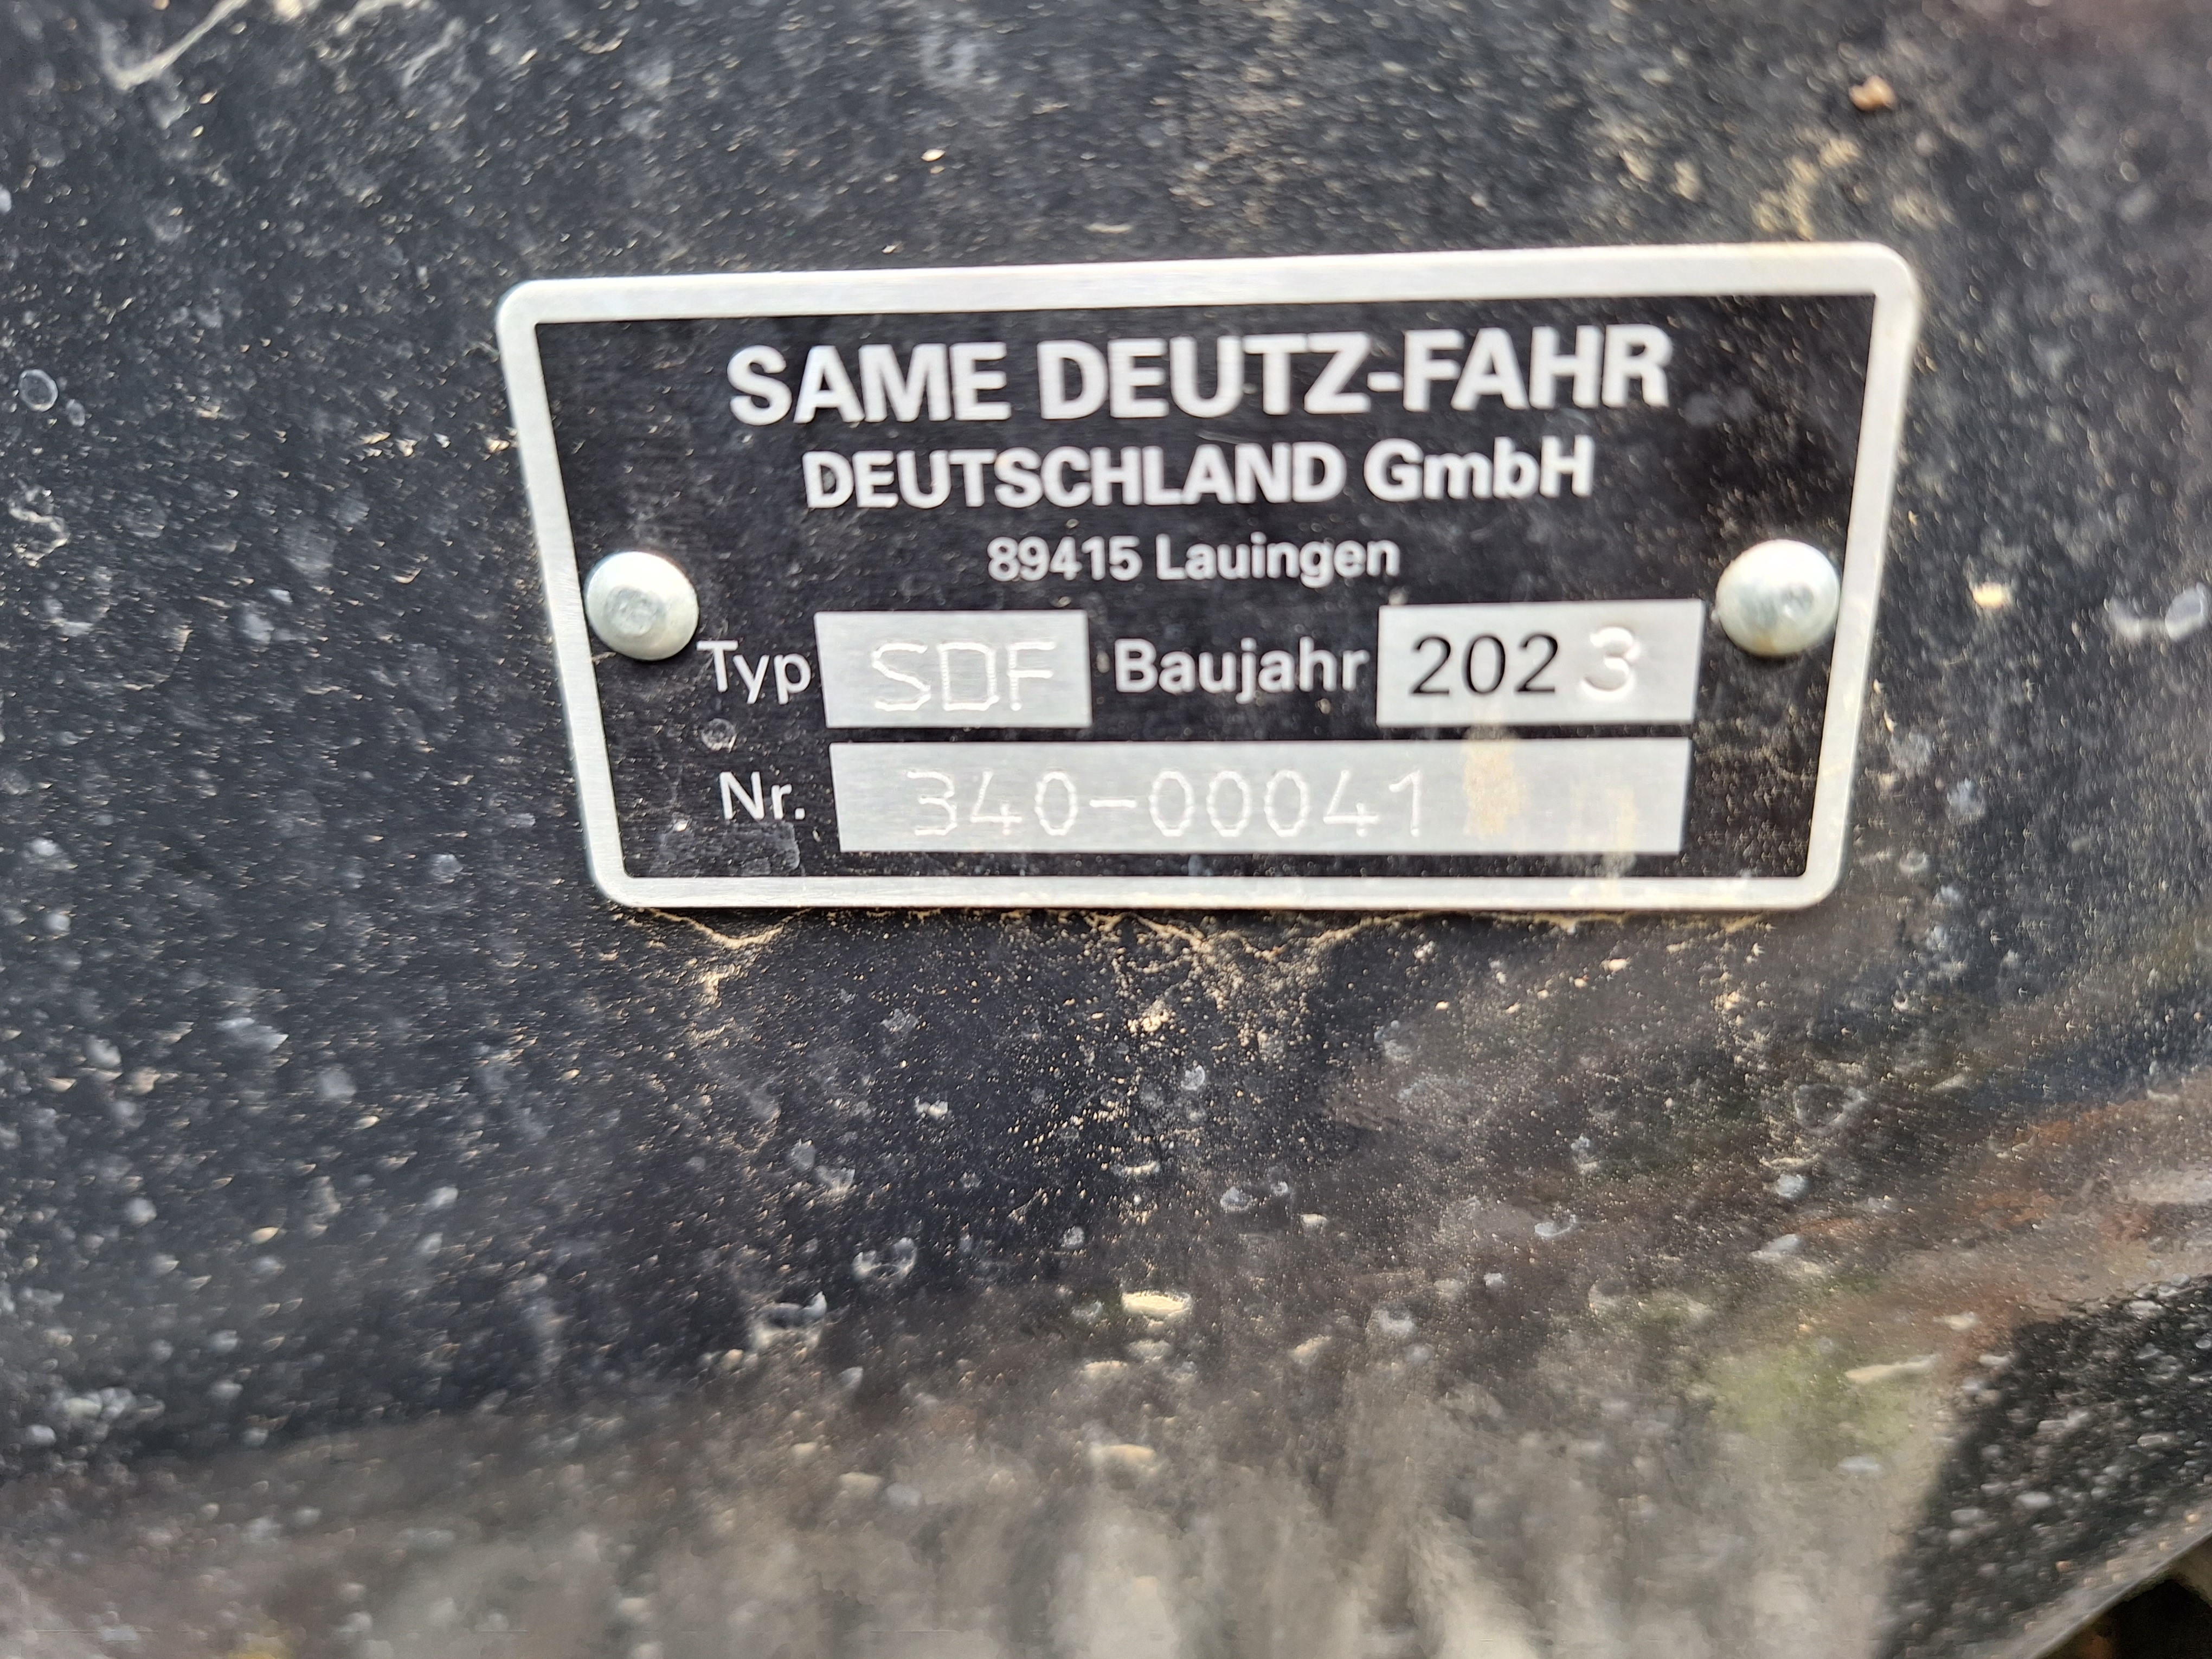 SAME DEUTZ-FAHR
DEUTSCHLAND GmbH
89415 Lauingen
Typ SDF Baujahr 2023
Nr. 340-00041